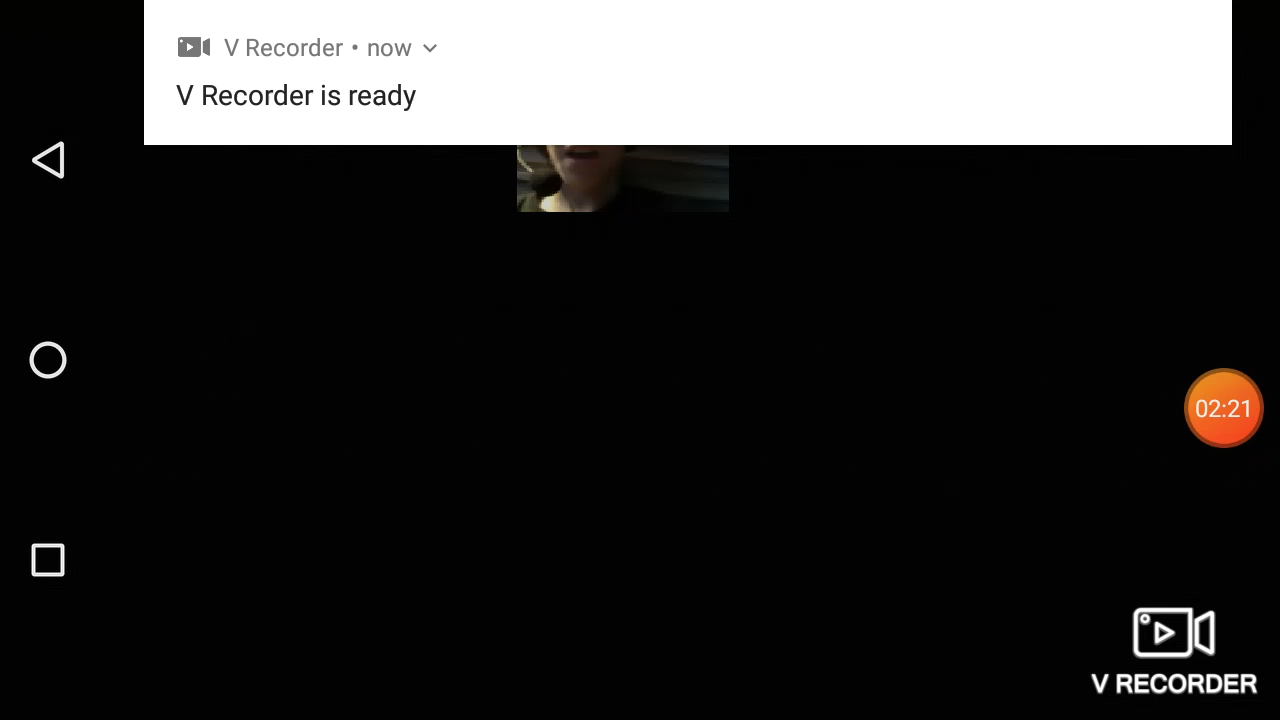 V Recorder • now
V Recorder is ready
02:21
V RECORDER